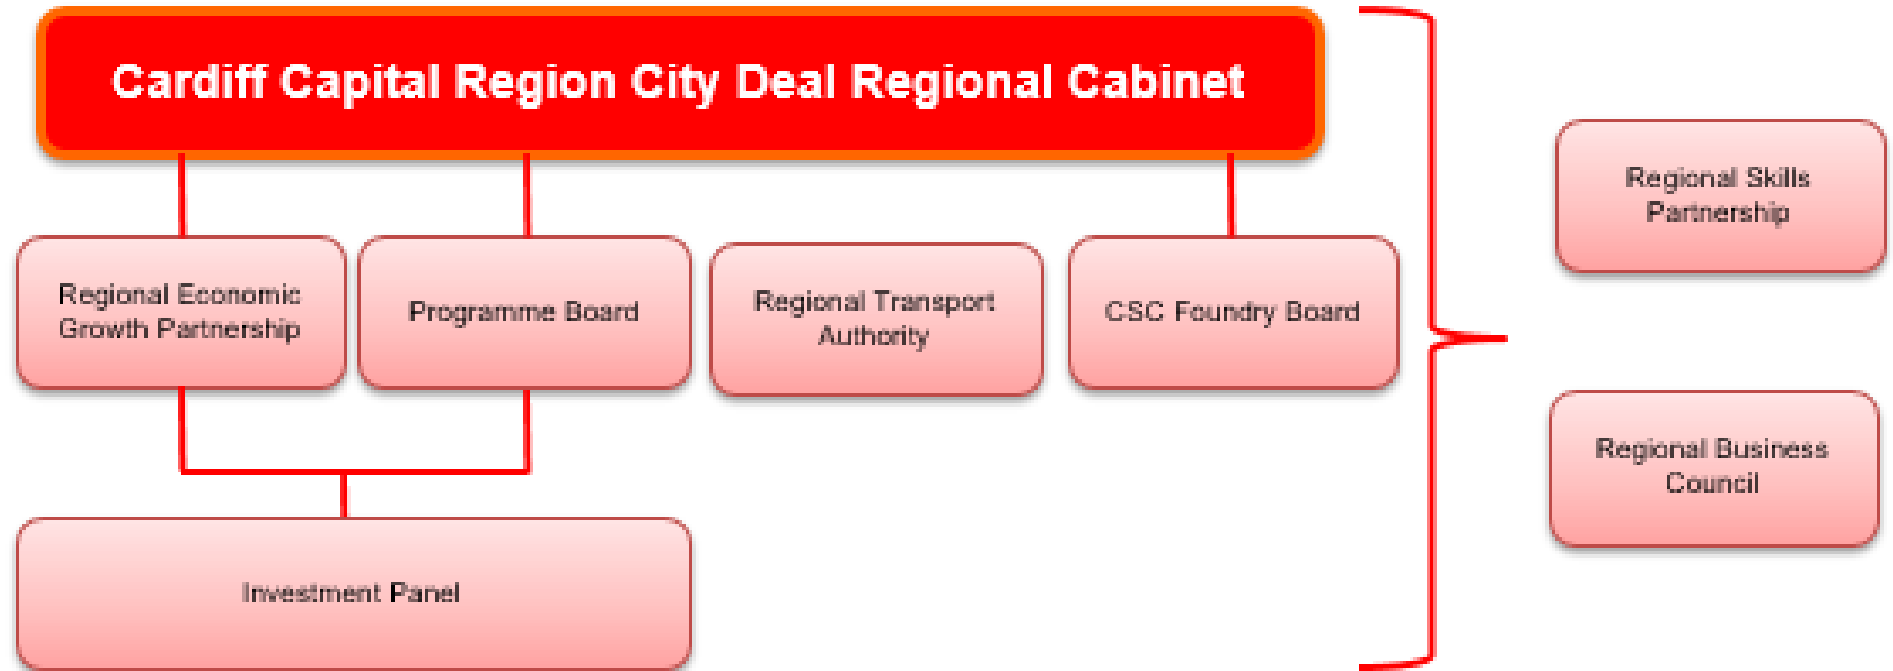 Cardiff Capital Region City Deal Regional Cabinet
Regional Economic
Growth Partnership
Programme Board
Regional Transport
Authority
CSC Foundry Board
Investment Panel
Regional Skills
Partnership
Regional Business
Council